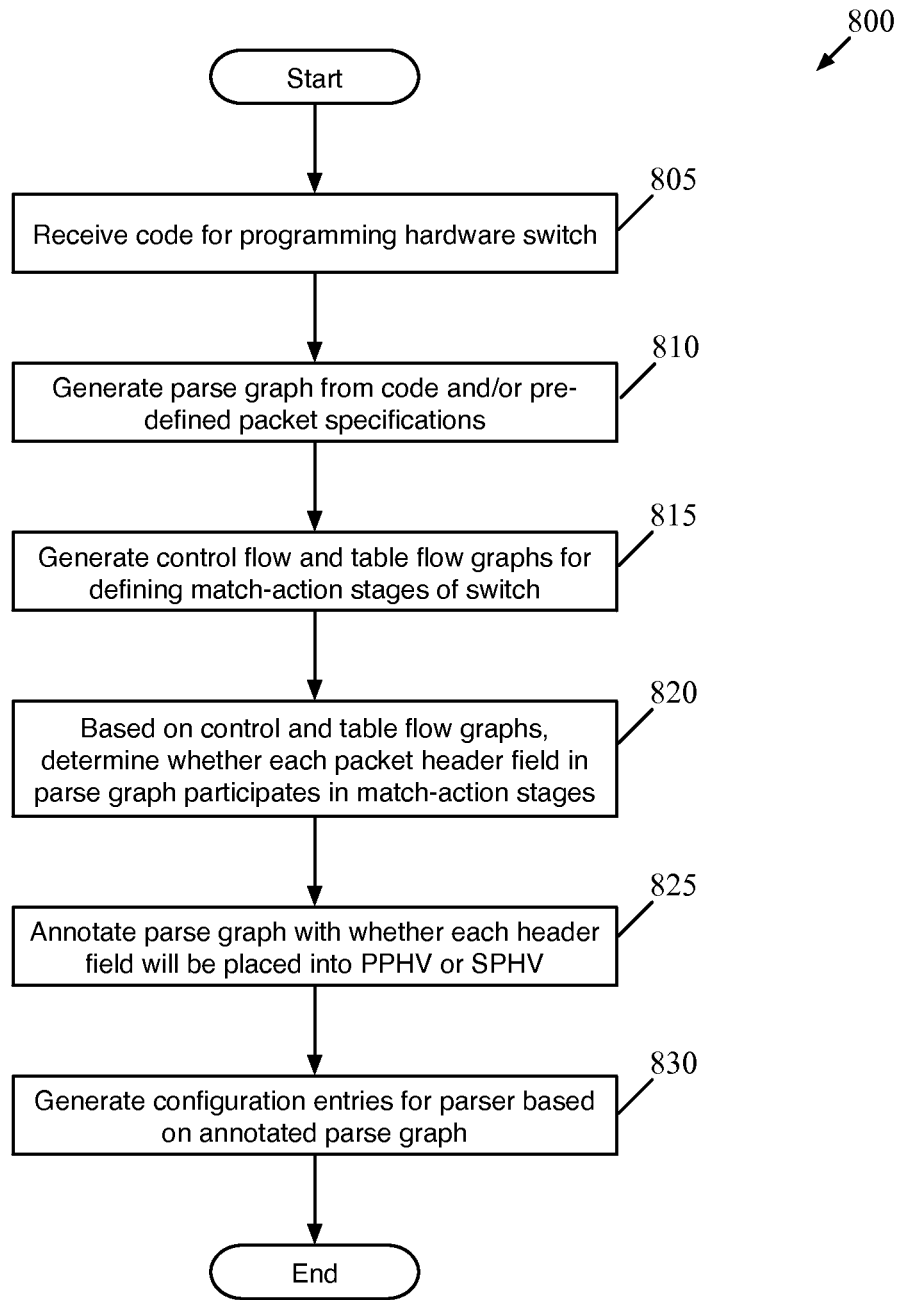 800
Start
805
Receive code for programming hardware switch
810
Generate parse graph from code and/or pre-
defined packet specifications
815
Generate control flow and table flow graphs for
defining match-action stages of switch
820
Based on control and table flow graphs,
determine whether each packet header field in
parse graph participates in match-action stages
825
Annotate parse graph with whether each header
field will be placed into PPHV or SPHV
830
Generate configuration entries for parser based
on annotated parse graph
End